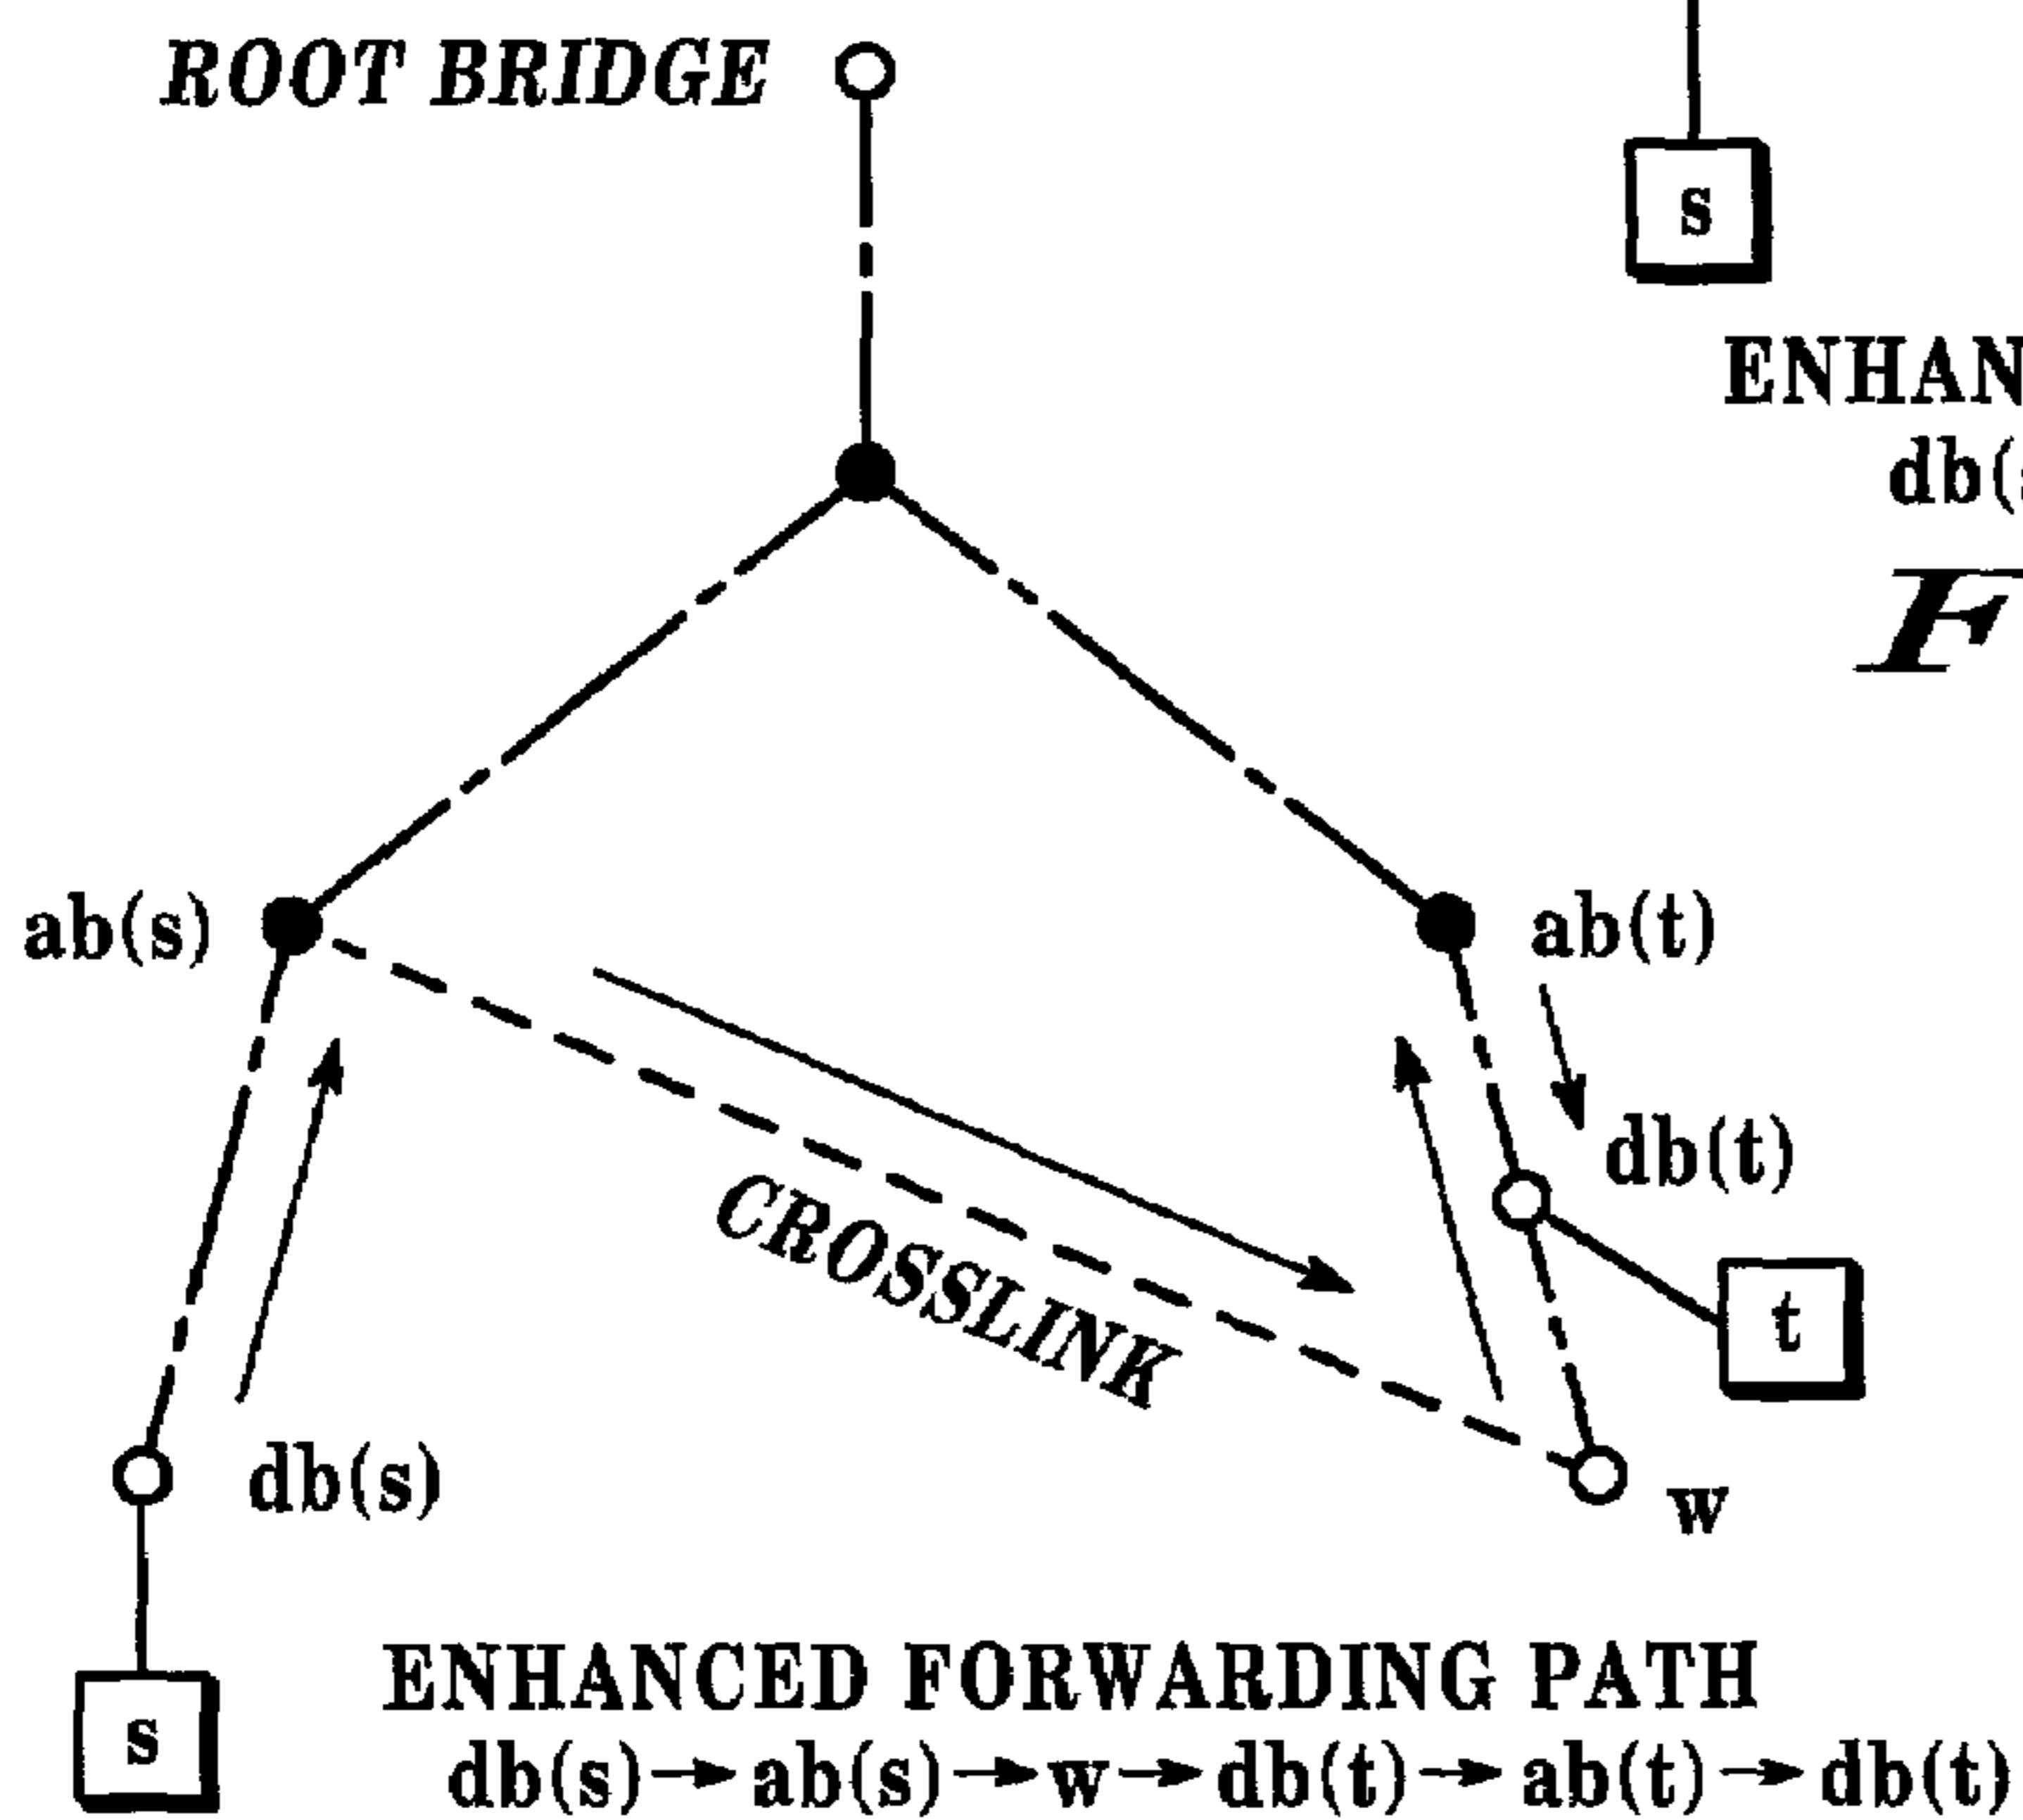 ROOT BRIDGE
s
ENHAN
db(s
F
ab(s)
ab(t)
db(t)
CROSSLINK
t
db(s)
w
s
ENHANCED FORWARDING PATH
db(s)→ab(s)→w→db(t)→ab(t)→db(t)